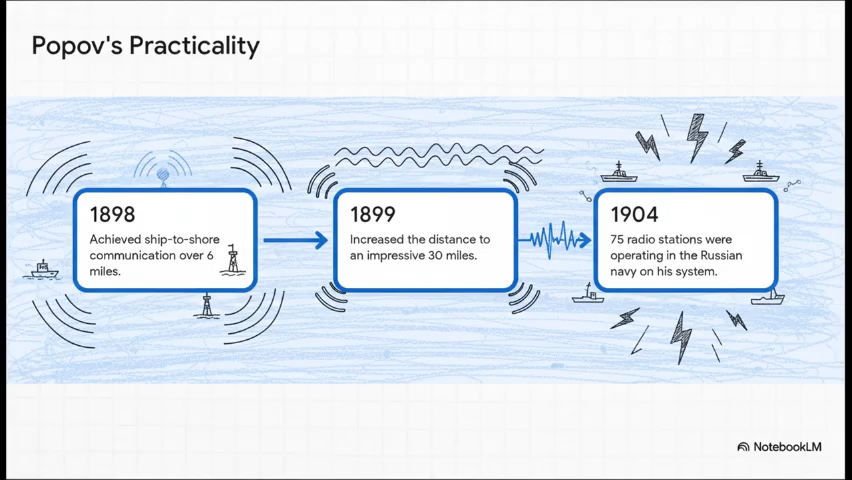 Popov's Practicality
1898
Achieved ship-to-shore
communication over 6
miles.
1899
Increased the distance to
an impressive 30 miles.
1904
75 radio stations were
operating in the Russian
navy on his system.
NotebookLM